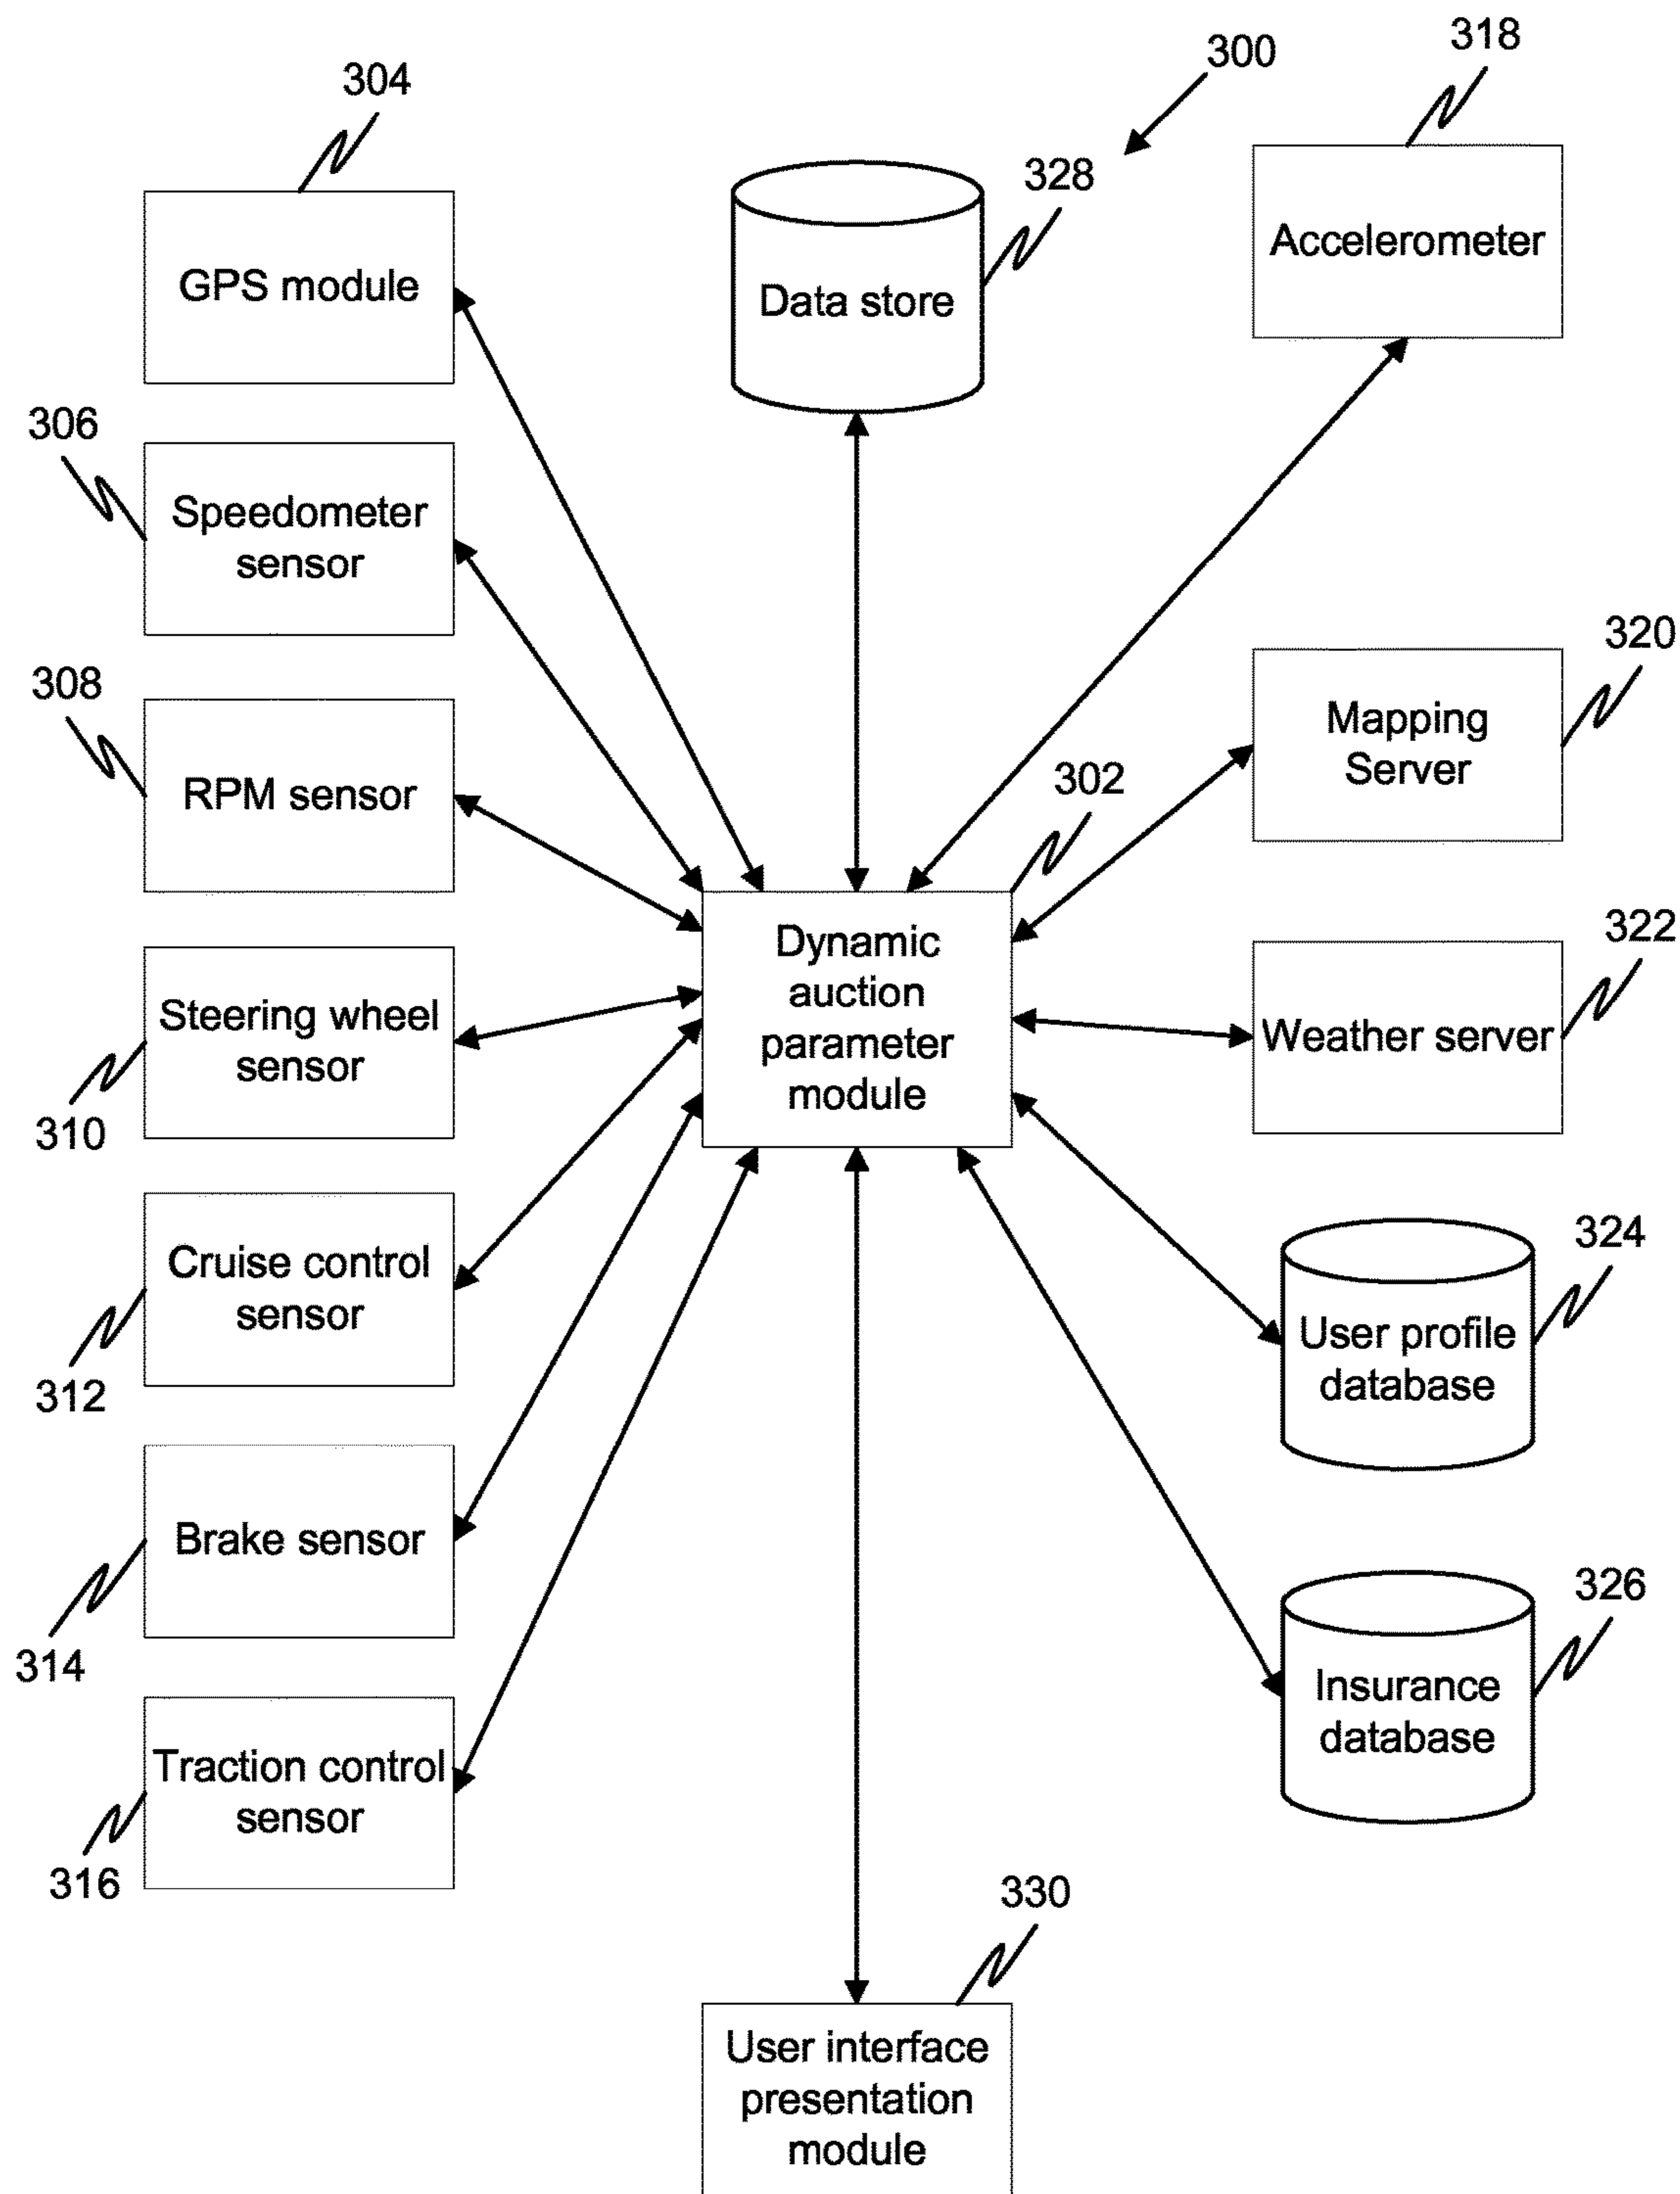 300
318
304
328
GPS module
Data store
Accelerometer
306
Speedometer
sensor
308
RPM sensor
320
Mapping
Server
302
Dynamic
auction
parameter
module
322
Weather server
Steering wheel
sensor
310
Cruise control
sensor
312
324
User profile
database
Brake sensor
314
326
Insurance
database
Traction control
sensor
316
330
User interface
presentation
module